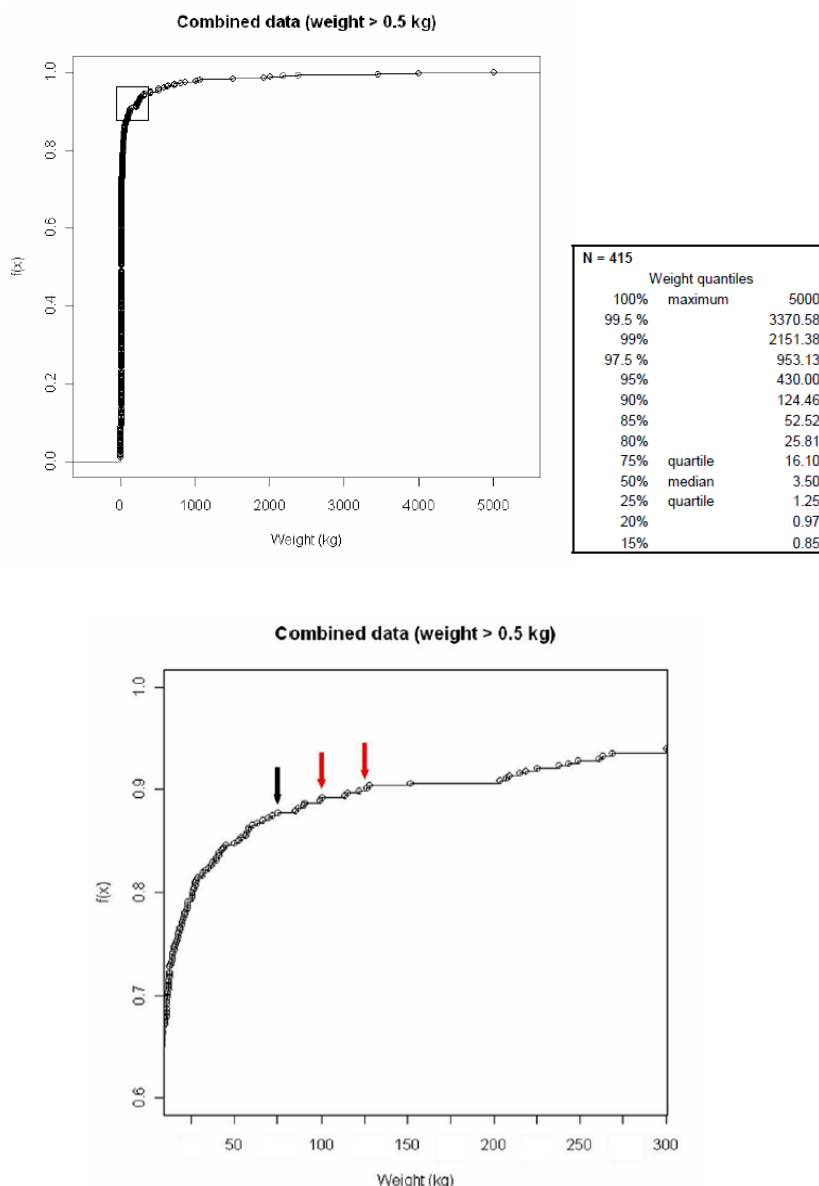 Combined data (weight > 0.5 kg)
1.0
0.8
0.6
0.4
0.2
0.0
f(x)
0 1000 2000 3000 4000 5000
Weight (kg)
N = 415
Weight quantiles
100% maximum 5000
99.5 % 3370.58
99% 2151.38
97.5 % 953.13
95% 430.00
90% 124.46
85% 52.52
80% 25.81
75% quartile 16.10
50% median 3.50
25% quartile 1.25
20% 0.97
15% 0.85
Combined data (weight > 0.5 kg)
1.0
0.9
0.8
0.7
0.6
f(x)
50 100 150 200 250 300
Weight (kg)